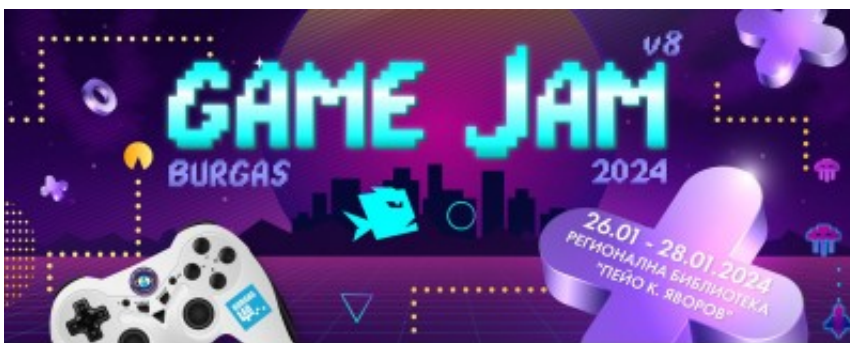 v8
GAME JAM
BURGAS 2024
26.01 - 28.01.2024
РЕГИОНАЛНА БИБЛИОТЕКА
"ПЕЙО К. ЯВОРОВ"